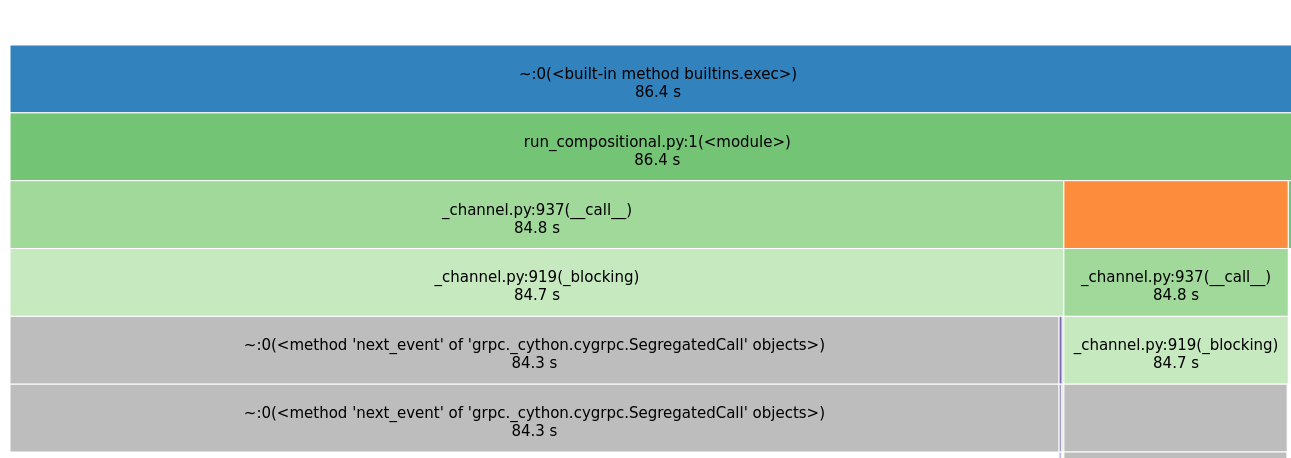 ~:0(<built-in method builtins.exec>)
86.4 s
run_compositional.py:1(<module>)
86.4 s
_channel.py:937(__call__)
84.8 s
_channel.py:919(_blocking)
84.7 s
_channel.py:937(__call__)
84.8 s
~:0(<method 'next_event' of 'grpc._cython.cygrpc.SegregatedCall' objects>)
84.3 s
_channel.py:919(_blocking)
84.7 s
~:0(<method 'next_event' of 'grpc._cython.cygrpc.SegregatedCall' objects>)
84.3 s